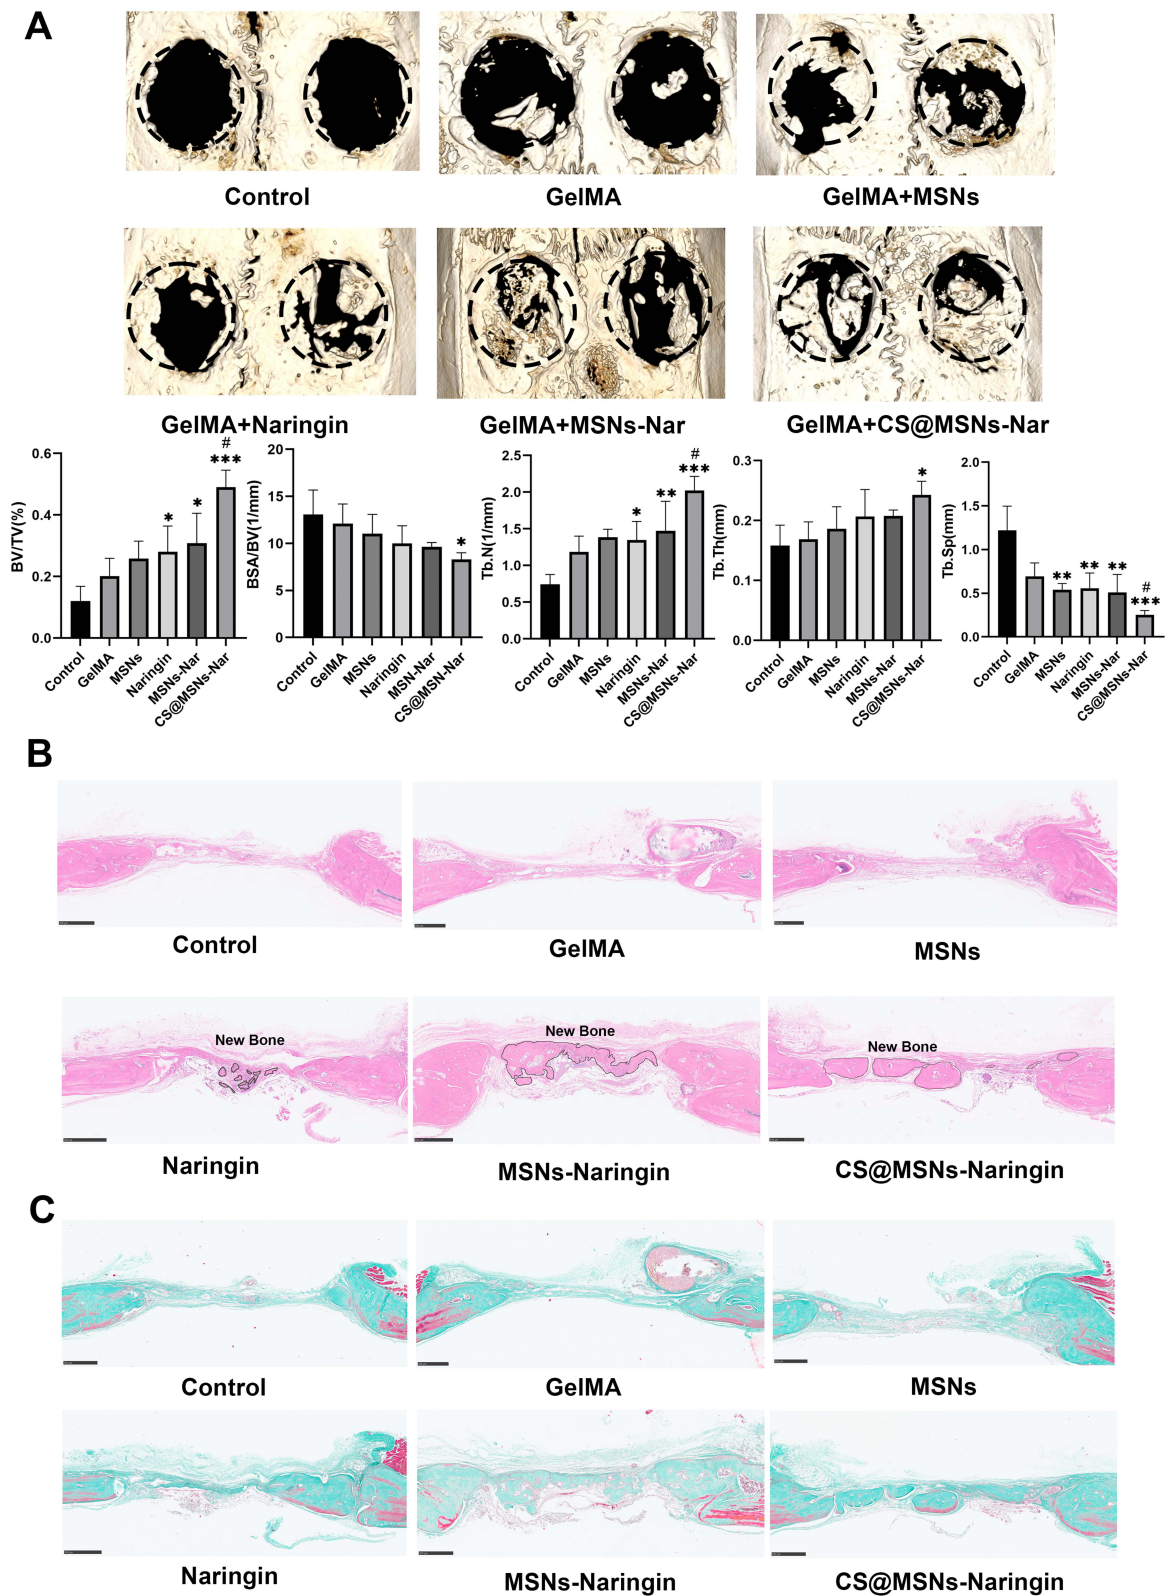 A
Control
GelMA
GelMA+MSNs
GelMA+Naringin
GelMA+MSNs-Nar
GelMA+CS@MSNs-Nar
BV/TV(%)
0.6
0.4
0.2
0.0
*
*
#
***
Control
GelMA
MSNs
Naringin
MSNs-Nar
CS@MSNs-Nar
BSA/BV(1/mm)
20
15
10
5
0
*
Control
GelMA
MSNs
Naringin
MSN-Nar
CS@MSN-Nar
Tb.N(1/mm)
2.5
2.0
1.5
1.0
0.5
0.0
*
**
#
***
Control
GelMA
MSNs
Naringin
MSNs-Nar
CS@MSNs-Nar
Tb.Th(mm)
0.3
0.2
0.1
0.0
*
Control
GelMA
MSNs
Naringin
MSNs-Nar
CS@MSNs-Nar
Tb.Sp(mm)
2.0
1.5
1.0
0.5
0.0
**
**
**
#
***
Control
GelMA
MSNs
Naringin
MSNs-Nar
CS@MSNs-Nar
B
Control
GelMA
MSNs
New Bone
New Bone
New Bone
Naringin
MSNs-Naringin
CS@MSNs-Naringin
C
Control
GelMA
MSNs
Naringin
MSNs-Naringin
CS@MSNs-Naringin